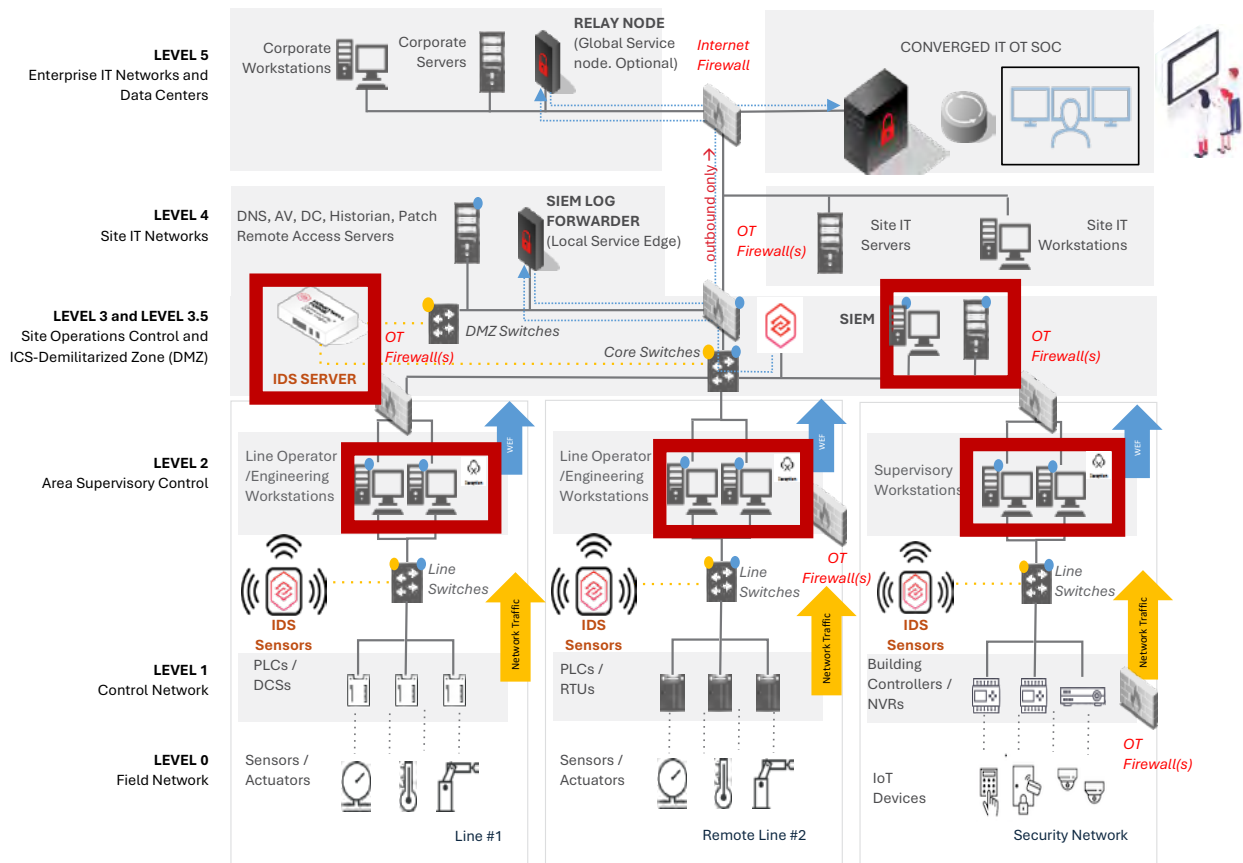 LEVEL 5
Enterprise IT Networks and
Data Centers
Corporate
Workstations
Corporate
Servers
RELAY NODE
(Global Service
node. Optional)
Internet
Firewall
CONVERGED IT OT SOC
LEVEL 4
Site IT Networks
DNS, AV, DC, Historian, Patch
Remote Access Servers
SIEM LOG
FORWARDER
(Local Service Edge)
outbound only →
OT
Firewall(s)
Site IT
Servers
Site IT
Workstations
LEVEL 3 and LEVEL 3.5
Site Operations Control and
ICS-Demilitarized Zone (DMZ)
IDS SERVER
OT
Firewall(s)
DMZ Switches
Core Switches
SIEM
OT
Firewall(s)
LEVEL 2
Area Supervisory Control
Line Operator
/Engineering
Workstations
WEF
Line Operator
/Engineering
Workstations
WEF
Supervisory
Workstations
WEF
OT
Firewall(s)
Line
Switches
IDS
Sensors
Network Traffic
Line
Switches
IDS
Sensors
Network Traffic
Line
Switches
IDS
Sensors
Network Traffic
LEVEL 1
Control Network
PLCs /
DCSs
PLCs /
RTUs
Building
Controllers /
NVRs
OT
Firewall(s)
LEVEL 0
Field Network
Sensors /
Actuators
Sensors /
Actuators
IoT
Devices
Line #1
Remote Line #2
Security Network